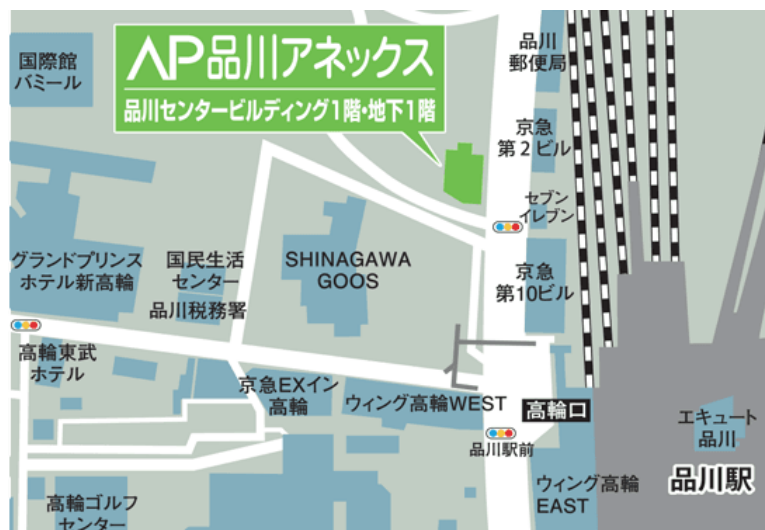 AP品川アネックス
品川センタービルディング1階・地下1階
国際館
バミール
品川
郵便局
京急
第2ビル
セブン
イレブン
グランドプリンス
ホテル新高輪
国民生活
センター
品川税務署
SHINAGAWA
GOOS
京急
第10ビル
高輪東武
ホテル
京急EXイン
高輪
ウィング高輪WEST
高輪口
エキュート
品川
品川駅前
品川駅
高輪ゴルフ
センター
ウィング高輪
EAST